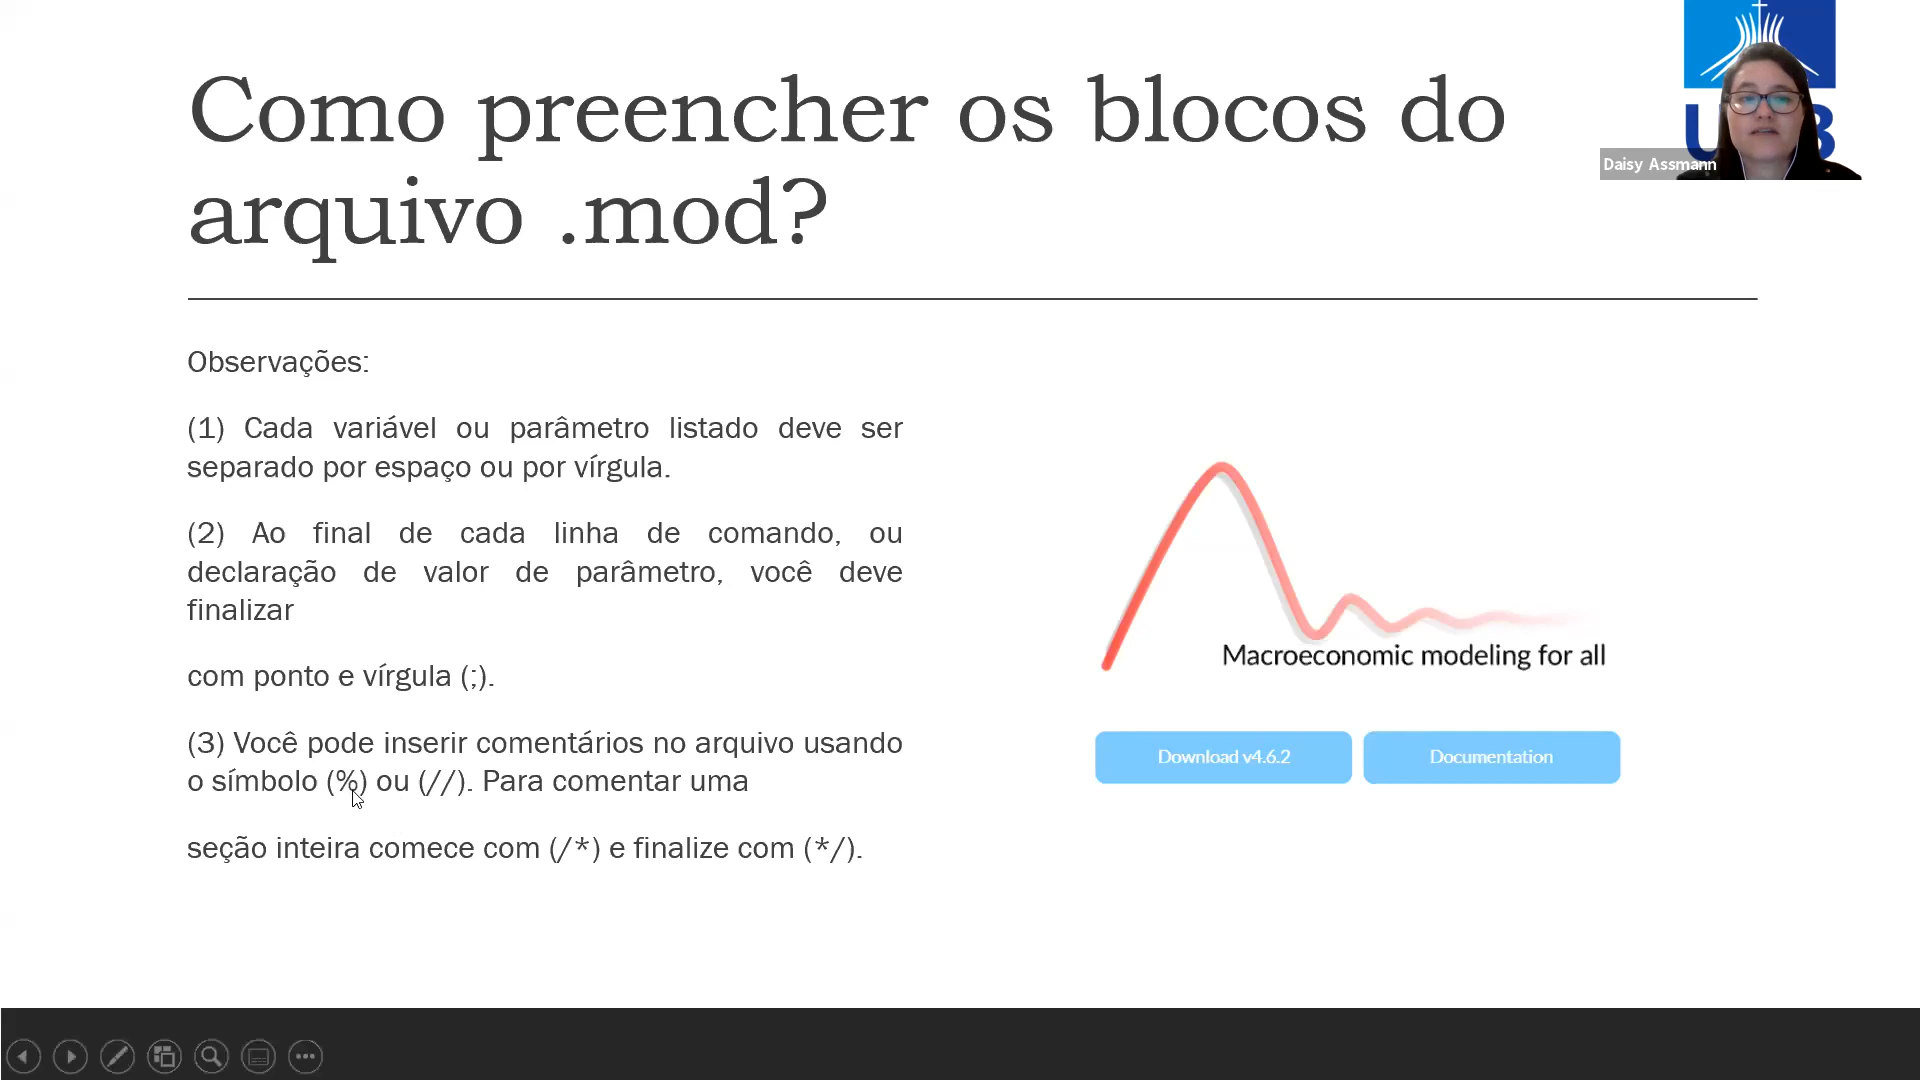 Como preencher os blocos do
arquivo .mod?
Daisy Assmann
Observações:
(1) Cada variável ou parâmetro listado deve ser
separado por espaço ou por vírgula.
(2) Ao final de cada linha de comando, ou
declaração de valor de parâmetro, você deve
finalizar
com ponto e vírgula (;).
(3) Você pode inserir comentários no arquivo usando
o símbolo (%) ou (//). Para comentar uma
seção inteira comece com (/*) e finalize com (*/).
Macroeconomic modeling for all
Download v4.6.2
Documentation